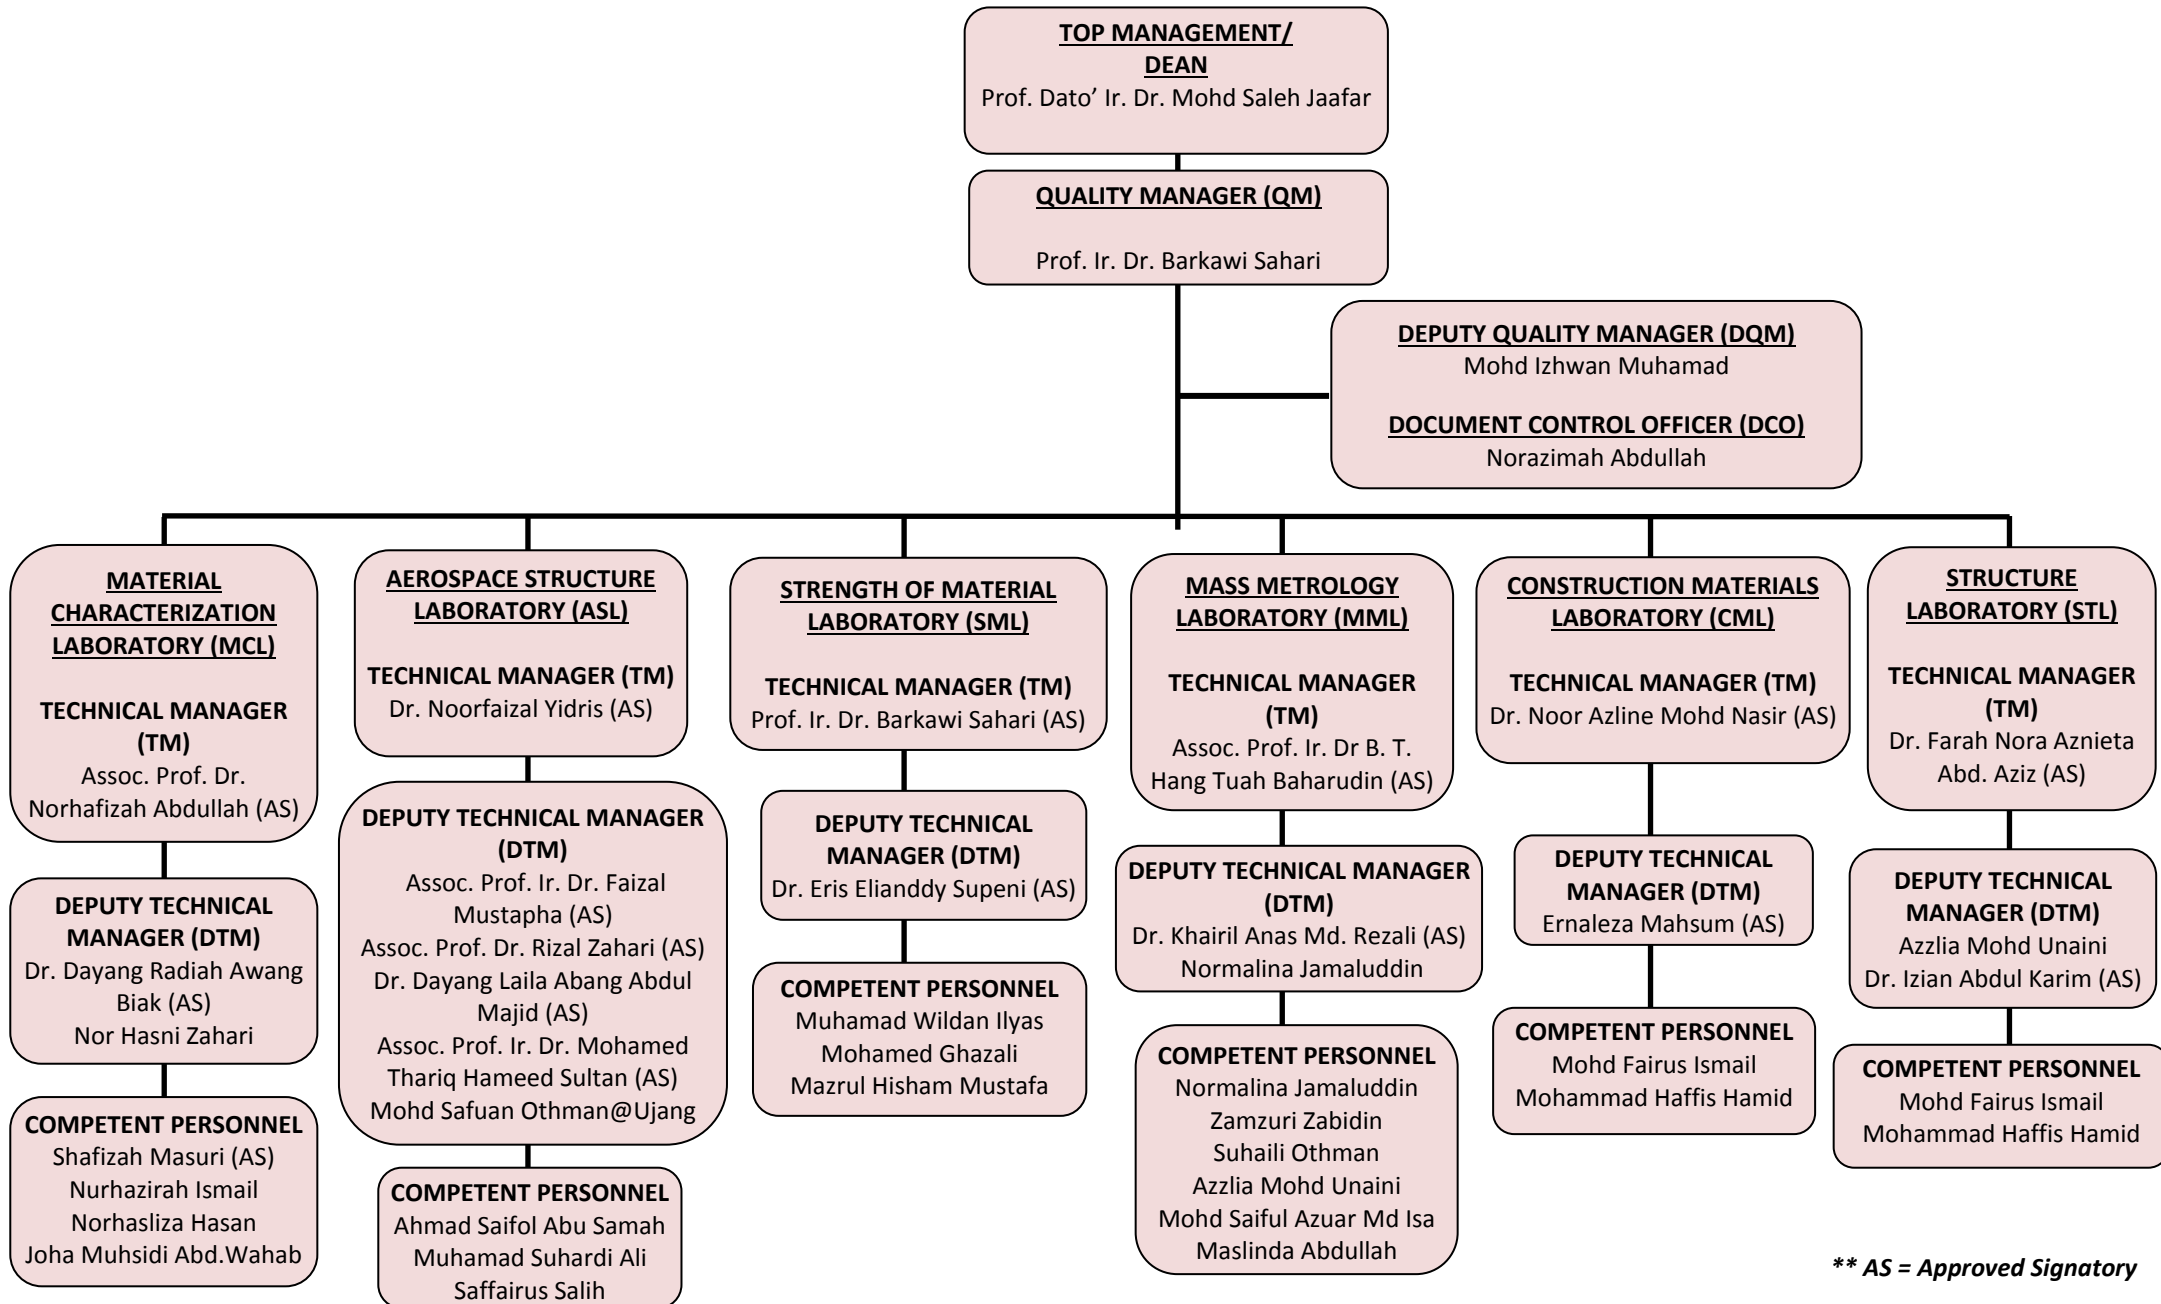 TOP MANAGEMENT/
DEAN
Prof. Dato’ Ir. Dr. Mohd Saleh Jaafar
QUALITY MANAGER (QM)
Prof. Ir. Dr. Barkawi Sahari
DEPUTY QUALITY MANAGER (DQM)
Mohd Izhwan Muhamad
DOCUMENT CONTROL OFFICER (DCO)
Norazimah Abdullah
MATERIAL
CHARACTERIZATION
LABORATORY (MCL)
TECHNICAL MANAGER
(TM)
Assoc. Prof. Dr.
Norhafizah Abdullah (AS)
DEPUTY TECHNICAL
MANAGER (DTM)
Dr. Dayang Radiah Awang
Biak (AS)
Nor Hasni Zahari
COMPETENT PERSONNEL
Shafizah Masuri (AS)
Nurhazirah Ismail
Norhasliza Hasan
Joha Muhsidi Abd.Wahab
AEROSPACE STRUCTURE
LABORATORY (ASL)
TECHNICAL MANAGER (TM)
Dr. Noorfaizal Yidris (AS)
DEPUTY TECHNICAL MANAGER
(DTM)
Assoc. Prof. Ir. Dr. Faizal
Mustapha (AS)
Assoc. Prof. Dr. Rizal Zahari (AS)
Dr. Dayang Laila Abang Abdul
Majid (AS)
Assoc. Prof. Ir. Dr. Mohamed
Thariq Hameed Sultan (AS)
Mohd Safuan Othman@Ujang
COMPETENT PERSONNEL
Ahmad Saifol Abu Samah
Muhamad Suhardi Ali
Saffairus Salih
STRENGTH OF MATERIAL
LABORATORY (SML)
TECHNICAL MANAGER (TM)
Prof. Ir. Dr. Barkawi Sahari (AS)
DEPUTY TECHNICAL
MANAGER (DTM)
Dr. Eris Elianddy Supeni (AS)
COMPETENT PERSONNEL
Muhamad Wildan Ilyas
Mohamed Ghazali
Mazrul Hisham Mustafa
MASS METROLOGY
LABORATORY (MML)
TECHNICAL MANAGER
(TM)
Assoc. Prof. Ir. Dr B. T.
Hang Tuah Baharudin (AS)
DEPUTY TECHNICAL MANAGER
(DTM)
Dr. Khairil Anas Md. Rezali (AS)
Normalina Jamaluddin
COMPETENT PERSONNEL
Normalina Jamaluddin
Zamzuri Zabidin
Suhaili Othman
Azzlia Mohd Unaini
Mohd Saiful Azuar Md Isa
Maslinda Abdullah
CONSTRUCTION MATERIALS
LABORATORY (CML)
TECHNICAL MANAGER (TM)
Dr. Noor Azline Mohd Nasir (AS)
DEPUTY TECHNICAL
MANAGER (DTM)
Ernaleza Mahsum (AS)
COMPETENT PERSONNEL
Mohd Fairus Ismail
Mohammad Haffis Hamid
STRUCTURE
LABORATORY (STL)
TECHNICAL MANAGER
(TM)
Dr. Farah Nora Aznieta
Abd. Aziz (AS)
DEPUTY TECHNICAL
MANAGER (DTM)
Azzlia Mohd Unaini
Dr. Izian Abdul Karim (AS)
COMPETENT PERSONNEL
Mohd Fairus Ismail
Mohammad Haffis Hamid
** AS = Approved Signatory